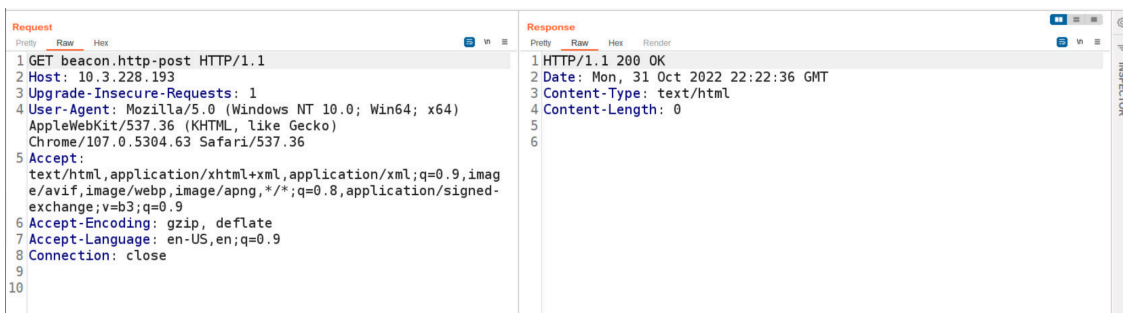 Request
Pretty Raw Hex
\n
1 GET beacon.http-post HTTP/1.1
2 Host: 10.3.228.193
3 Upgrade-Insecure-Requests: 1
4 User-Agent: Mozilla/5.0 (Windows NT 10.0; Win64; x64)
AppleWebKit/537.36 (KHTML, like Gecko)
Chrome/107.0.5304.63 Safari/537.36
5 Accept:
text/html,application/xhtml+xml,application/xml;q=0.9,imag
e/avif,image/webp,image/apng,*/*;q=0.8,application/signed-
exchange;v=b3;q=0.9
6 Accept-Encoding: gzip, deflate
7 Accept-Language: en-US,en;q=0.9
8 Connection: close
9
10
Response
Pretty Raw Hex Render
\n
1 HTTP/1.1 200 OK
2 Date: Mon, 31 Oct 2022 22:22:36 GMT
3 Content-Type: text/html
4 Content-Length: 0
5
6
INSPECTOR